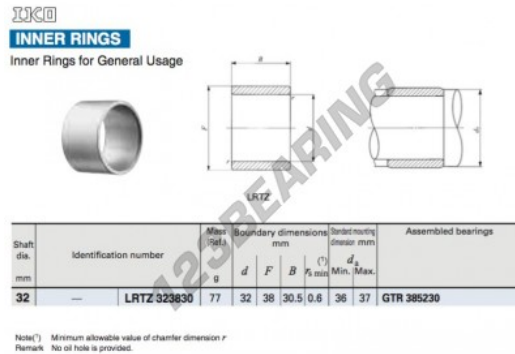 IKO
INNER RINGS
Inner Rings for General Usage
B
F
r
r
d
da
LRTZ
123BEARING
Shaft dia. mm Identification number Mass (Ref.) g Boundary dimensions mm Standard mounting dimension mm Assembled bearings
d F B rs min(1) da Min. Max.
32 — LRTZ 323830 77 32 38 30.5 0.6 36 37 GTR 385230
Note(1) Minimum allowable value of chamfer dimension r
Remark No oil hole is provided.